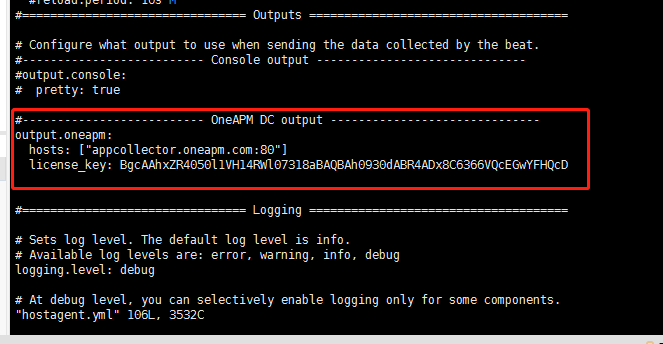 #reload.period: 10s M
#=============================== Outputs ====================================
# Configure what output to use when sending the data collected by the beat.
#------------------------- Console output -----------------------------
#output.console:
#  pretty: true
#------------------------- OneAPM DC output -----------------------------
output.oneapm:
  hosts: ["appcollector.oneapm.com:80"]
  license_key: BgcAAhxZR4050l1VH14RWl07318aBAQBAh0930dABR4ADx8C6366VQcEGwYFHQcD
#=============================== Logging ====================================
# Sets log level. The default log level is info.
# Available log levels are: error, warning, info, debug
logging.level: debug
# At debug level, you can selectively enable logging only for some components.
"hostagent.yml" 106L, 3532C